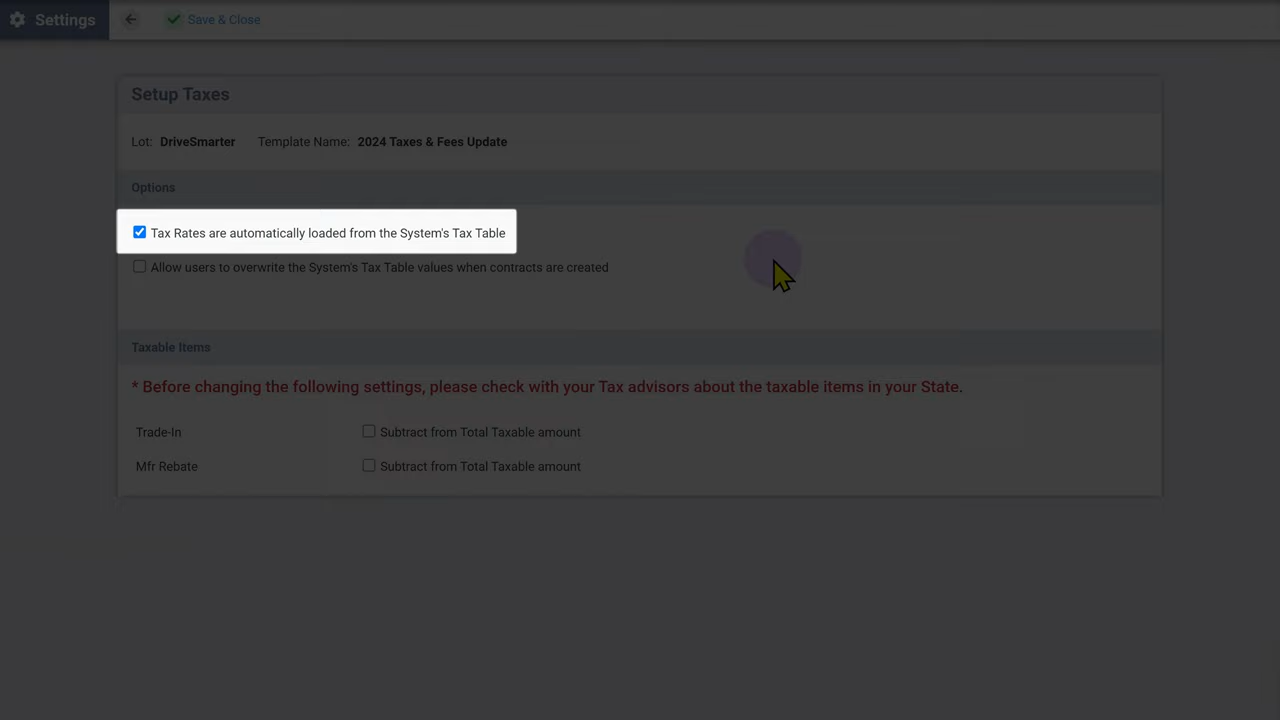 Settings
Save & Close
Setup Taxes
Lot: DriveSmarter Template Name: 2024 Taxes & Fees Update
Options
Tax Rates are automatically loaded from the System's Tax Table
Allow users to overwrite the System's Tax Table values when contracts are created
Taxable Items
* Before changing the following settings, please check with your Tax advisors about the taxable items in your State.
Trade-In Subtract from Total Taxable amount
Mfr Rebate Subtract from Total Taxable amount